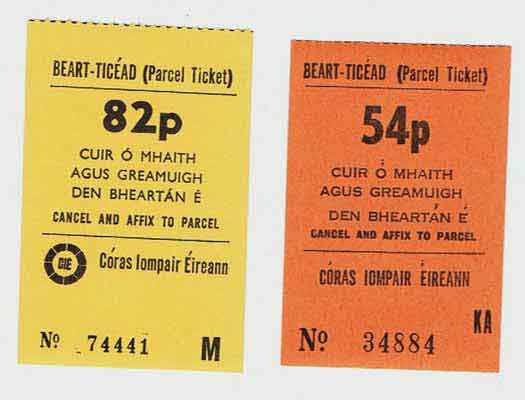 BEART-TICÉAD (Parcel Ticket)
82p
CUIR Ó MHAITH
AGUS GREAMUIGH
DEN BHEARTÁN É
CANCEL AND AFFIX TO PARCEL
CIE
Córas Iompair Éireann
No. 74441 M
BEART-TICÉAD (Parcel Ticket)
54p
CUIR Ó MHAITH
AGUS GREAMUIGH
DEN BHEARTÁN É
CANCEL AND AFFIX TO PARCEL
CÓRAS IOMPAIR ÉIREANN
KA
No. 34884